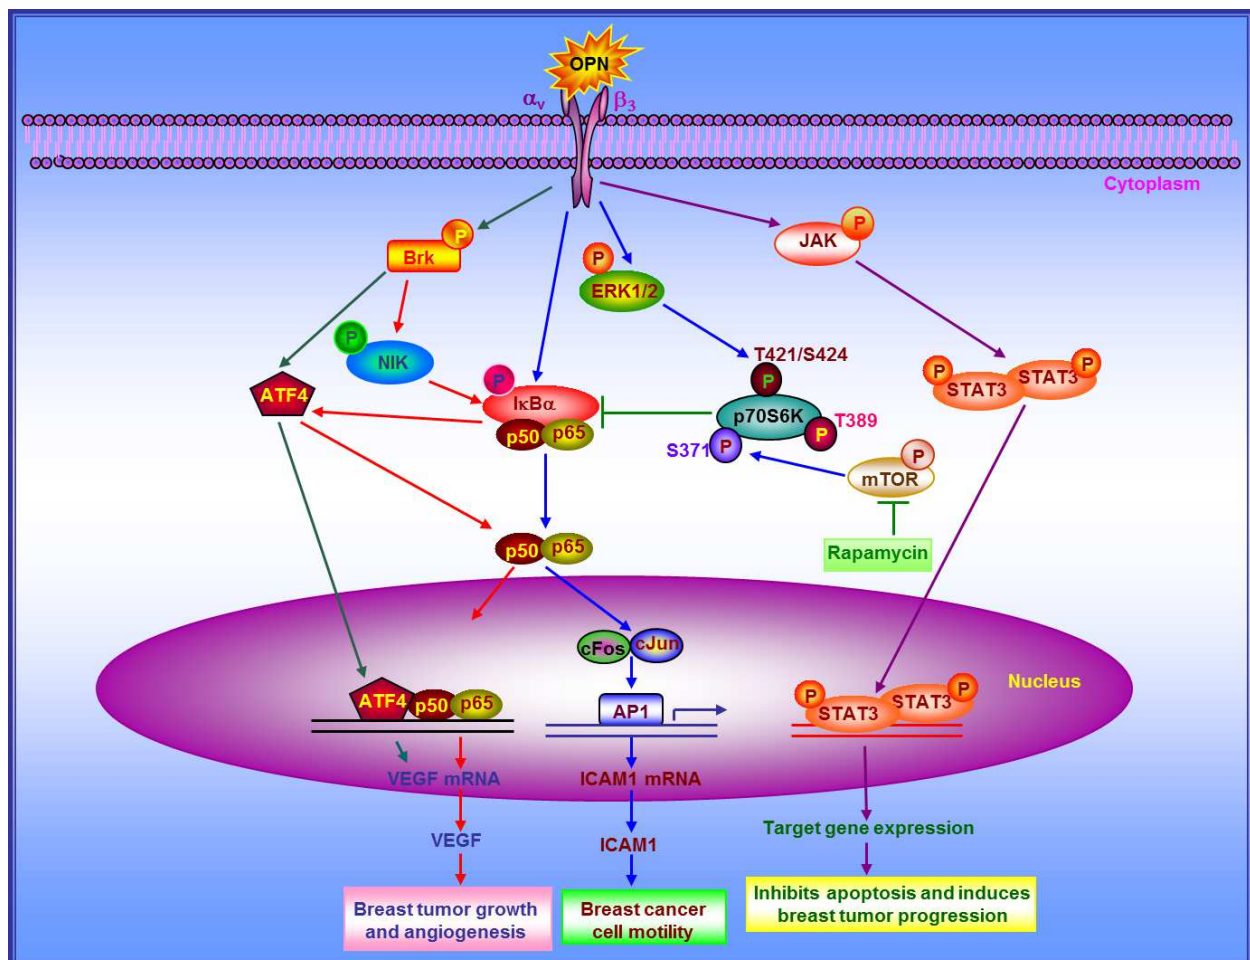 OPN
αv
β3
Cytoplasm
P
Brk
P
JAK
P
ERK1/2
P
NIK
T421/S424
P
P
P
STAT3
STAT3
P
ATF4
IκBα
p50
p65
p70S6K
T389
P
S371
P
P
mTOR
Rapamycin
p50
p65
cFos
cJun
Nucleus
ATF4
p50
p65
AP1
P
STAT3
STAT3
P
VEGF mRNA
ICAM1 mRNA
Target gene expression
VEGF
ICAM1
Breast tumor growth
and angiogenesis
Breast cancer
cell motility
Inhibits apoptosis and induces
breast tumor progression